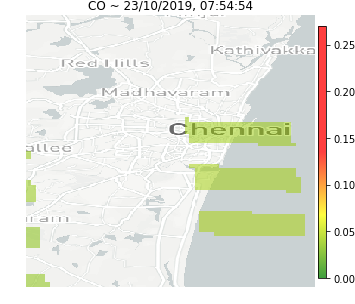 CO ~ 23/10/2019, 07:54:54
Kathivakka
Red Hills
Madhavaram
Chennai
allee
ram
0.25
0.20
0.15
0.10
0.05
0.00